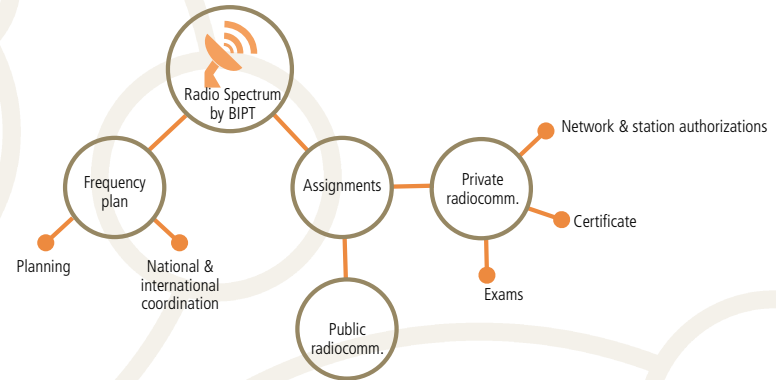 Radio Spectrum
by BIPT
Network & station authorizations
Frequency
plan
Assignments
Private
radiocomm.
Certificate
Planning
National &
international
coordination
Exams
Public
radiocomm.